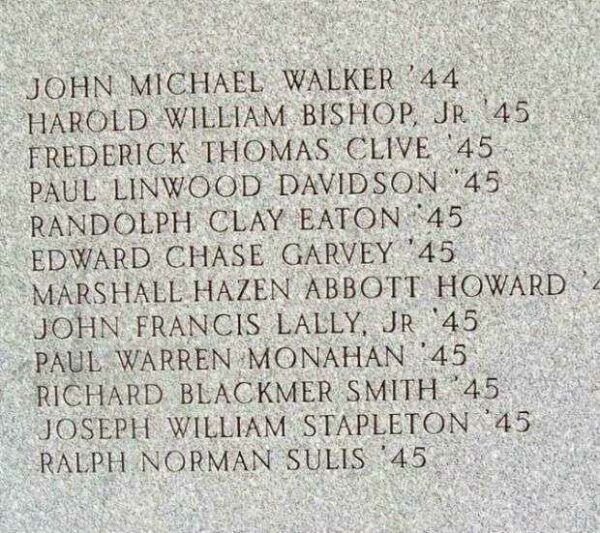 JOHN MICHAEL WALKER '44
HAROLD WILLIAM BISHOP, JR '45
FREDERICK THOMAS CLIVE '45
PAUL LINWOOD DAVIDSON '45
RANDOLPH CLAY EATON '45
EDWARD CHASE GARVEY '45
MARSHALL HAZEN ABBOTT HOWARD '4
JOHN FRANCIS LALLY, JR '45
PAUL WARREN MONAHAN '45
RICHARD BLACKMER SMITH '45
JOSEPH WILLIAM STAPLETON '45
RALPH NORMAN SULIS '45